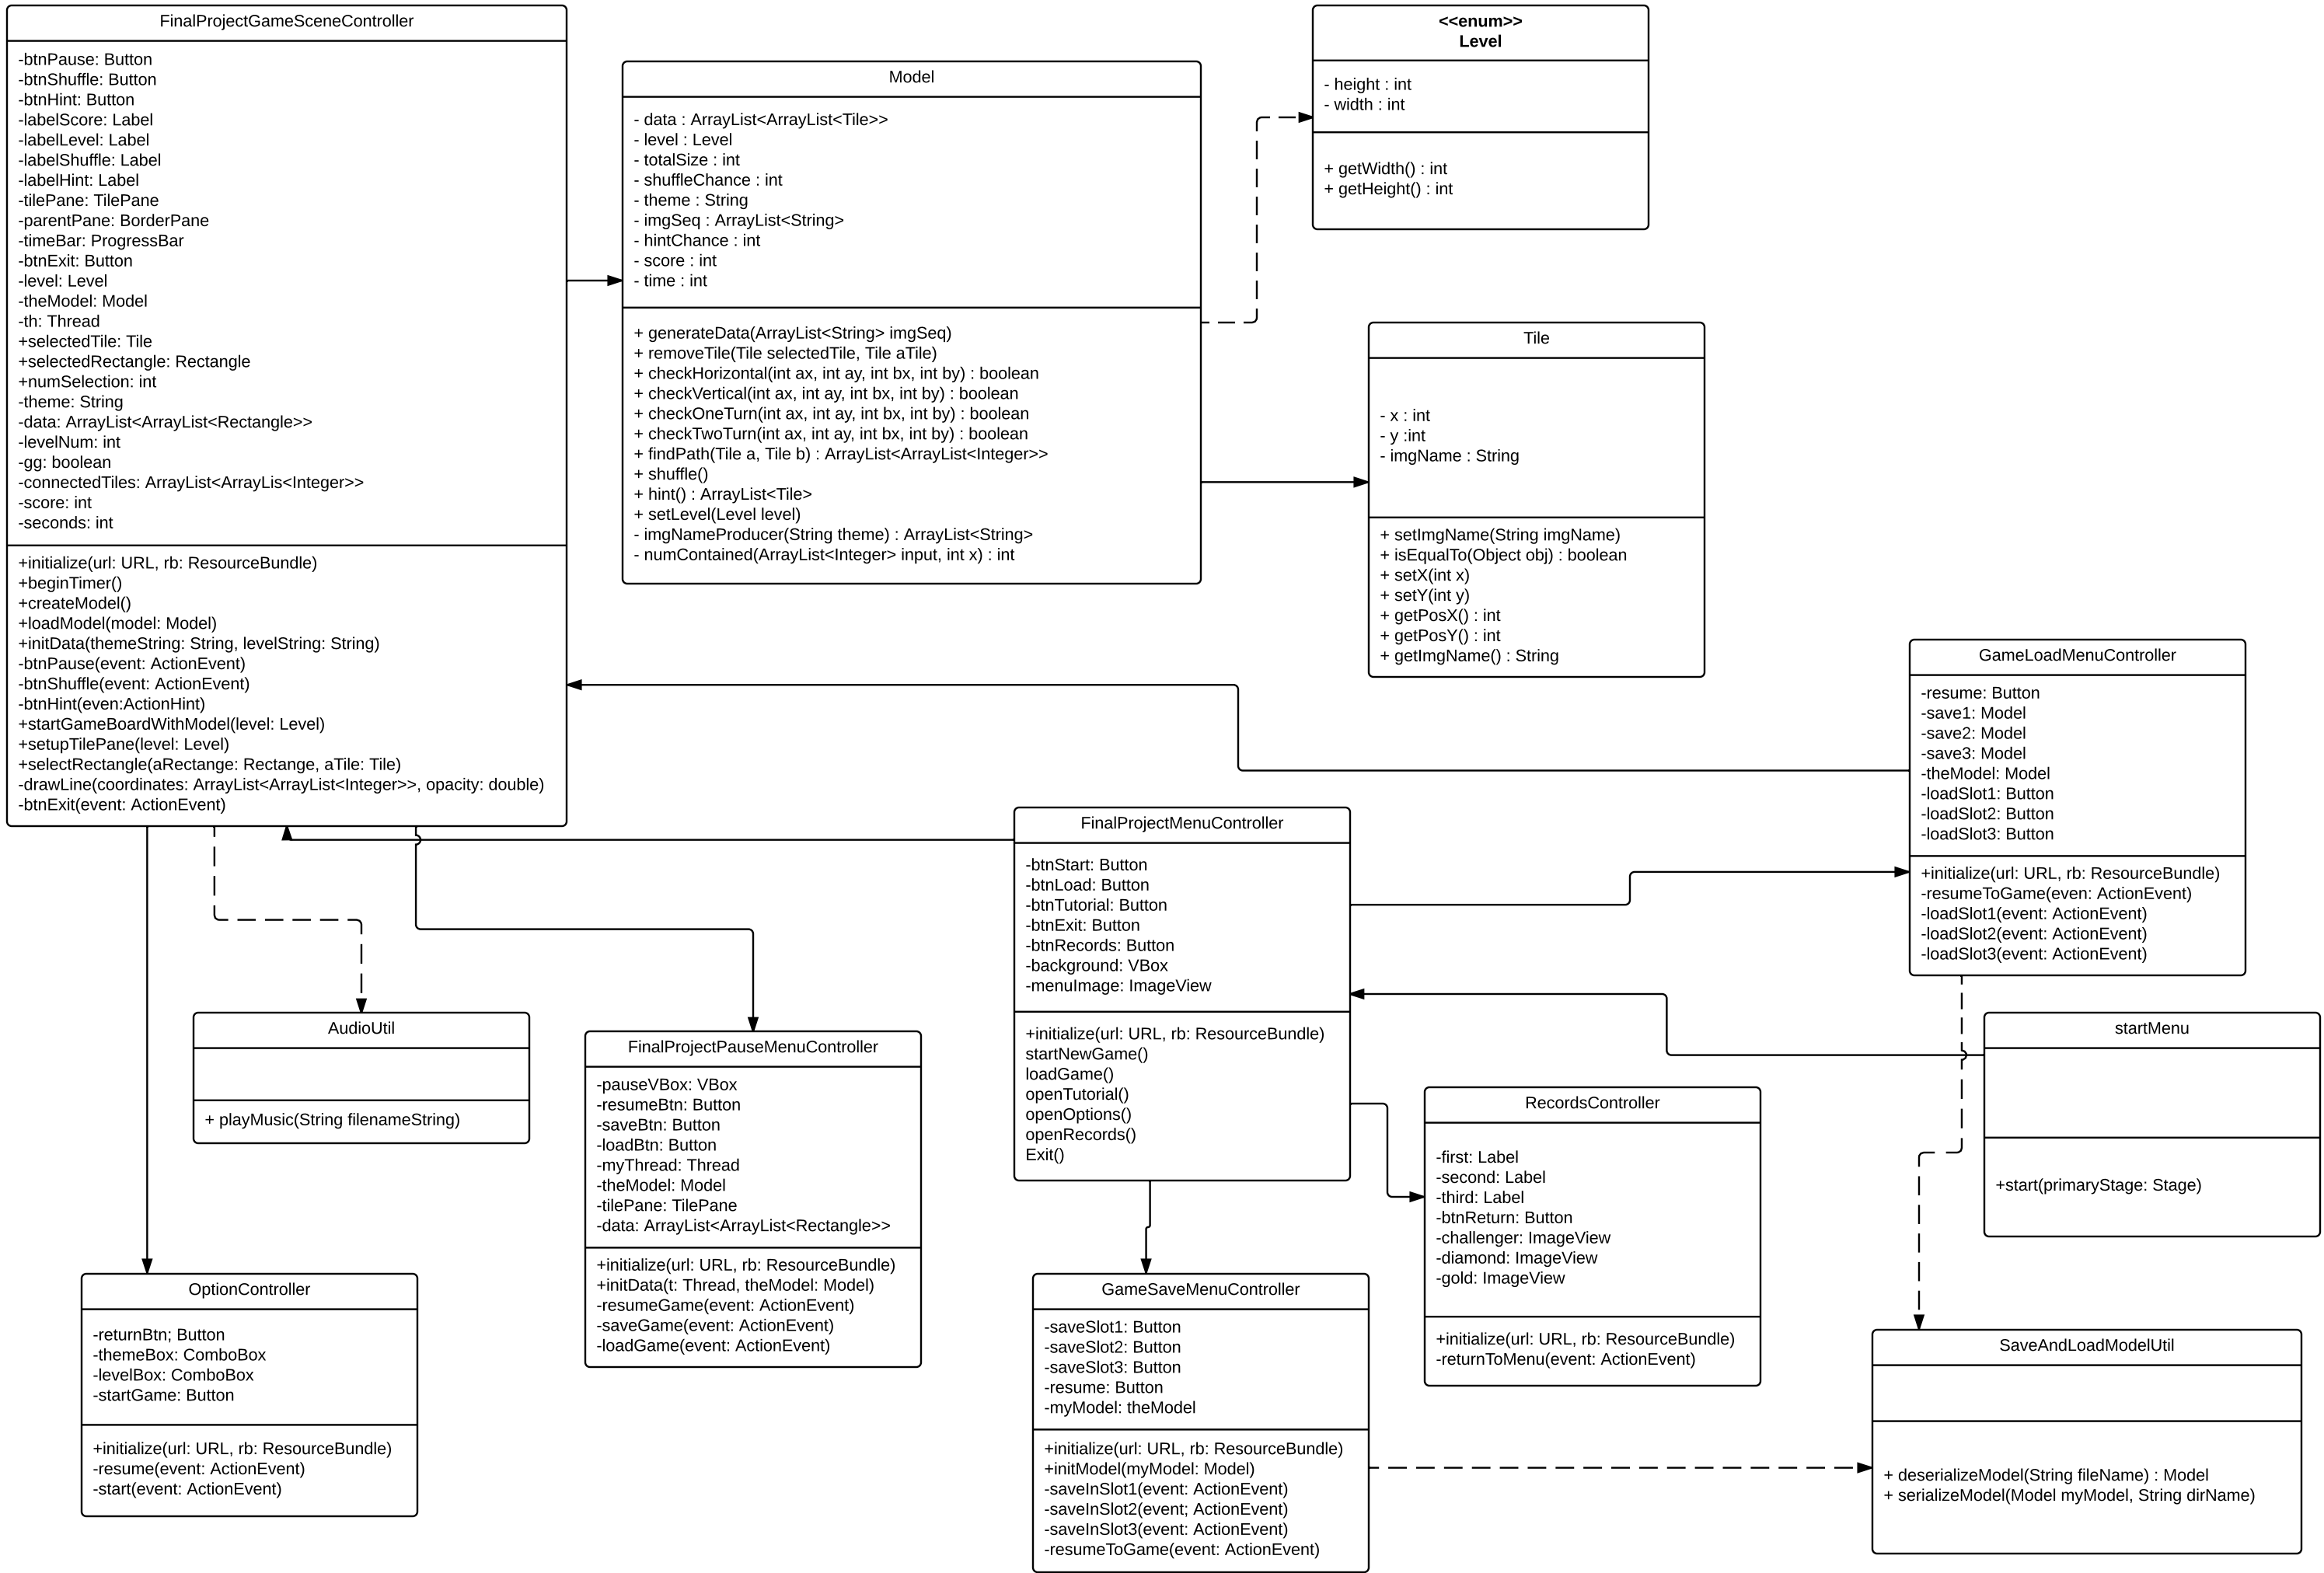 FinalProjectGameSceneController
-btnPause: Button
-btnShuffle: Button
-btnHint: Button
-labelScore: Label
-labelLevel: Label
-labelShuffle: Label
-labelHint: Label
-tilePane: TilePane
-parentPane: BorderPane
-timeBar: ProgressBar
-btnExit: Button
-level: Level
-theModel: Model
-th: Thread
+selectedTile: Tile
+selectedRectangle: Rectangle
+numSelection: int
-theme: String
-data: ArrayList<ArrayList<Rectangle>>
-levelNum: int
-gg: boolean
-connectedTiles: ArrayList<ArrayLis<Integer>>
-score: int
-seconds: int
+initialize(url: URL, rb: ResourceBundle)
+beginTimer()
+createModel()
+loadModel(model: Model)
+initData(themeString: String, levelString: String)
-btnPause(event: ActionEvent)
-btnShuffle(event: ActionEvent)
-btnHint(even:ActionHint)
+startGameBoardWithModel(level: Level)
+setupTilePane(level: Level)
+selectRectangle(aRectange: Rectange, aTile: Tile)
-drawLine(coordinates: ArrayList<ArrayList<Integer>>, opacity: double)
-btnExit(event: ActionEvent)
Model
- data : ArrayList<ArrayList<Tile>>
- level : Level
- totalSize : int
- shuffleChance : int
- theme : String
- imgSeq : ArrayList<String>
- hintChance : int
- score : int
- time : int
+ generateData(ArrayList<String> imgSeq)
+ removeTile(Tile selectedTile, Tile aTile)
+ checkHorizontal(int ax, int ay, int bx, int by) : boolean
+ checkVertical(int ax, int ay, int bx, int by) : boolean
+ checkOneTurn(int ax, int ay, int bx, int by) : boolean
+ checkTwoTurn(int ax, int ay, int bx, int by) : boolean
+ findPath(Tile a, Tile b) : ArrayList<ArrayList<Integer>>
+ shuffle()
+ hint() : ArrayList<Tile>
+ setLevel(Level level)
- imgNameProducer(String theme) : ArrayList<String>
- numContained(ArrayList<Integer> input, int x) : int
<<enum>>
Level
- height : int
- width : int
+ getWidth() : int
+ getHeight() : int
Tile
- x : int
- y :int
- imgName : String
+ setImgName(String imgName)
+ isEqualTo(Object obj) : boolean
+ setX(int x)
+ setY(int y)
+ getPosX() : int
+ getPosY() : int
+ getImgName() : String
GameLoadMenuController
-resume: Button
-save1: Model
-save2: Model
-save3: Model
-theModel: Model
-loadSlot1: Button
-loadSlot2: Button
-loadSlot3: Button
+initialize(url: URL, rb: ResourceBundle)
-resumeToGame(even: ActionEvent)
-loadSlot1(event: ActionEvent)
-loadSlot2(event: ActionEvent)
-loadSlot3(event: ActionEvent)
FinalProjectMenuController
-btnStart: Button
-btnLoad: Button
-btnTutorial: Button
-btnExit: Button
-btnRecords: Button
-background: VBox
-menuImage: ImageView
+initialize(url: URL, rb: ResourceBundle)
startNewGame()
loadGame()
openTutorial()
openOptions()
openRecords()
Exit()
AudioUtil
+ playMusic(String filenameString)
FinalProjectPauseMenuController
-pauseVBox: VBox
-resumeBtn: Button
-saveBtn: Button
-loadBtn: Button
-myThread: Thread
-theModel: Model
-tilePane: TilePane
-data: ArrayList<ArrayList<Rectangle>>
+initialize(url: URL, rb: ResourceBundle)
+initData(t: Thread, theModel: Model)
-resumeGame(event: ActionEvent)
-saveGame(event: ActionEvent)
-loadGame(event: ActionEvent)
startMenu
+start(primaryStage: Stage)
RecordsController
-first: Label
-second: Label
-third: Label
-btnReturn: Button
-challenger: ImageView
-diamond: ImageView
-gold: ImageView
+initialize(url: URL, rb: ResourceBundle)
-returnToMenu(event: ActionEvent)
OptionController
-returnBtn; Button
-themeBox: ComboBox
-levelBox: ComboBox
-startGame: Button
+initialize(url: URL, rb: ResourceBundle)
-resume(event: ActionEvent)
-start(event: ActionEvent)
GameSaveMenuController
-saveSlot1: Button
-saveSlot2: Button
-saveSlot3: Button
-resume: Button
-myModel: theModel
+initialize(url: URL, rb: ResourceBundle)
+initModel(myModel: Model)
-saveInSlot1(event: ActionEvent)
-saveInSlot2(event; ActionEvent)
-saveInSlot3(event: ActionEvent)
-resumeToGame(event: ActionEvent)
SaveAndLoadModelUtil
+ deserializeModel(String fileName) : Model
+ serializeModel(Model myModel, String dirName)